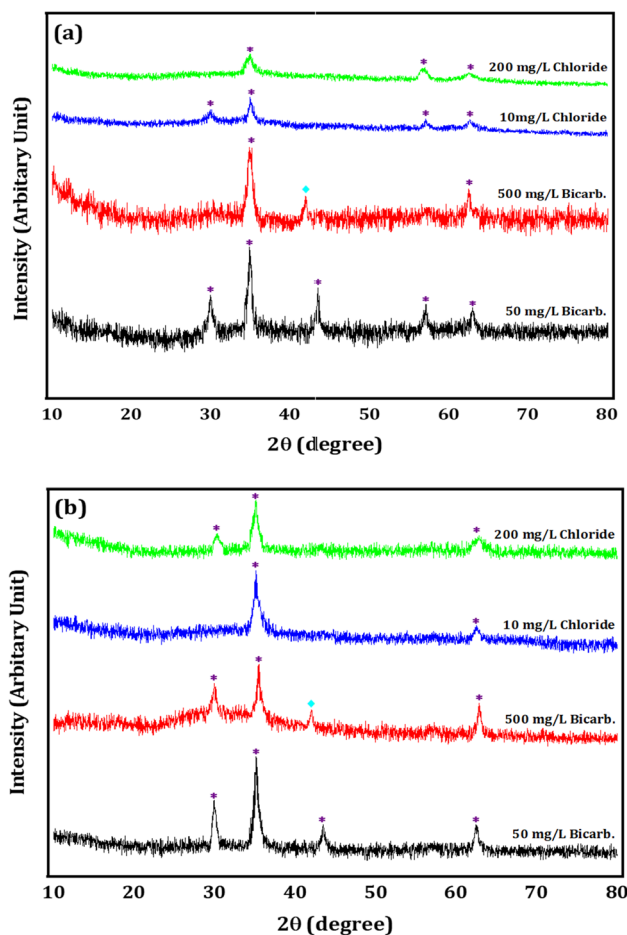 (a)
200 mg/L Chloride
10mg/L Chloride
500 mg/L Bicarb.
50 mg/L Bicarb.
Intensity (Arbitary Unit)
10 20 30 40 50 60 70 80
2θ (degree)
(b)
200 mg/L Chloride
10 mg/L Chloride
500 mg/L Bicarb.
50 mg/L Bicarb.
Intensity (Arbitary Unit)
10 20 30 40 50 60 70 80
2θ (degree)